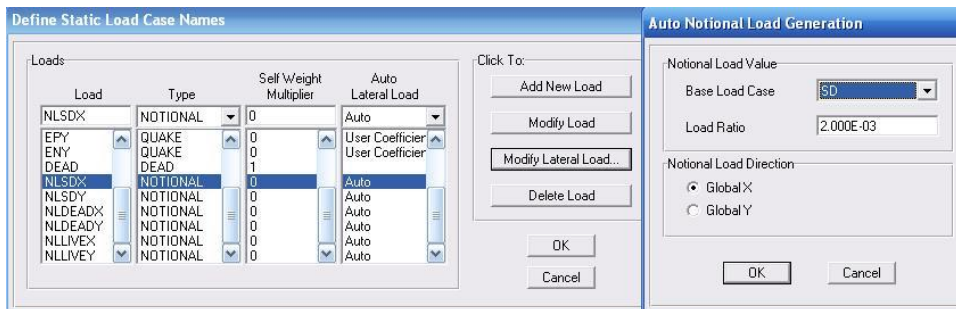 Define Static Load Case Names
Loads
Load Type Self Weight Multiplier Auto Lateral Load
NLSDX NOTIONAL 0 Auto
EPY QUAKE 0 User Coefficier
ENY QUAKE 0 User Coefficier
DEAD DEAD 1
NLSDX NOTIONAL 0 Auto
NLSDY NOTIONAL 0 Auto
NLDEADX NOTIONAL 0 Auto
NLDEADY NOTIONAL 0 Auto
NLLIVEX NOTIONAL 0 Auto
NLLIVEY NOTIONAL 0 Auto
Click To:
Add New Load
Modify Load
Modify Lateral Load...
Delete Load
OK
Cancel
Auto Notional Load Generation
Notional Load Value
Base Load Case SD
Load Ratio 2.000E-03
Notional Load Direction
Global X
Global Y
OK Cancel